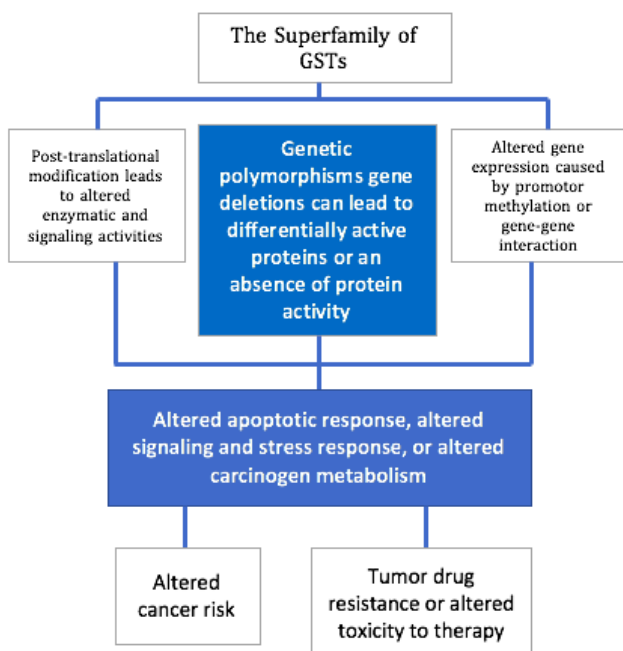 The Superfamily of
GSTs
Post-translational
modification leads to
altered
enzymatic and
signaling activities
Genetic
polymorphisms gene
deletions can lead to
differentially active
proteins or an
absence of protein
activity
Altered gene
expression caused
by promotor
methylation or
gene-gene
interaction
Altered apoptotic response, altered
signaling and stress response, or altered
carcinogen metabolism
Altered
cancer risk
Tumor drug
resistance or altered
toxicity to therapy